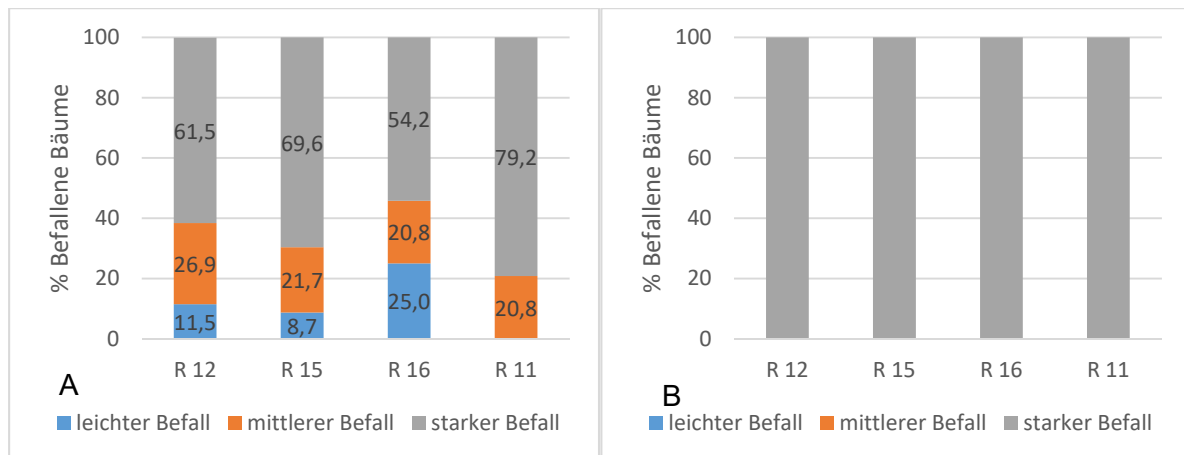 % Befallene Bäume
100
80
60
40
20
0
61,5
69,6
54,2
79,2
26,9
21,7
20,8
20,8
11,5
8,7
25,0
R 12
R 15
R 16
R 11
A
leichter Befall
mittlerer Befall
starker Befall
% Befallene Bäume
100
80
60
40
20
0
R 12
R 15
R 16
R 11
B
leichter Befall
mittlerer Befall
starker Befall